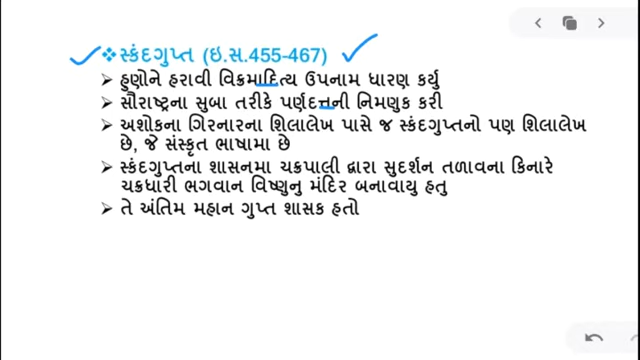 ❖સ્કંદગુપ્ત (ઇ.સ.455-467)
➢ હુણોને હરાવી વિક્રમાદિત્ય ઉપનામ ધારણ કર્યુ
➢ સૌરાષ્ટ્રના સુબા તરીકે પર્ણદત્તની નિમણુક કરી
➢ અશોકના ગિરનારના શિલાલેખ પાસે જ સ્કંદગુપ્તનો પણ શિલાલેખ
છે, જે સંસ્કૃત ભાષામા છે
➢ સ્કંદગુપ્તના શાસનમા ચક્રપાલી દ્વારા સુદર્શન તળાવના કિનારે
ચક્રધારી ભગવાન વિષ્ણુનુ મંદિર બનાવાયુ હતુ
➢ તે અંતિમ મહાન ગુપ્ત શાસક હતો